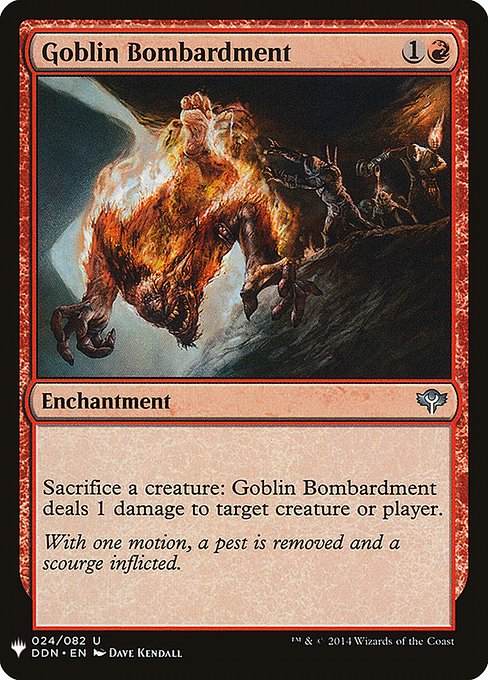 Goblin Bombardment 1
Enchantment
Sacrifice a creature: Goblin Bombardment
deals 1 damage to target creature or player.
With one motion, a pest is removed and a
scourge inflicted.
024/082 U
DDN • EN Dave Kendall
™ & © 2014 Wizards of the Coast